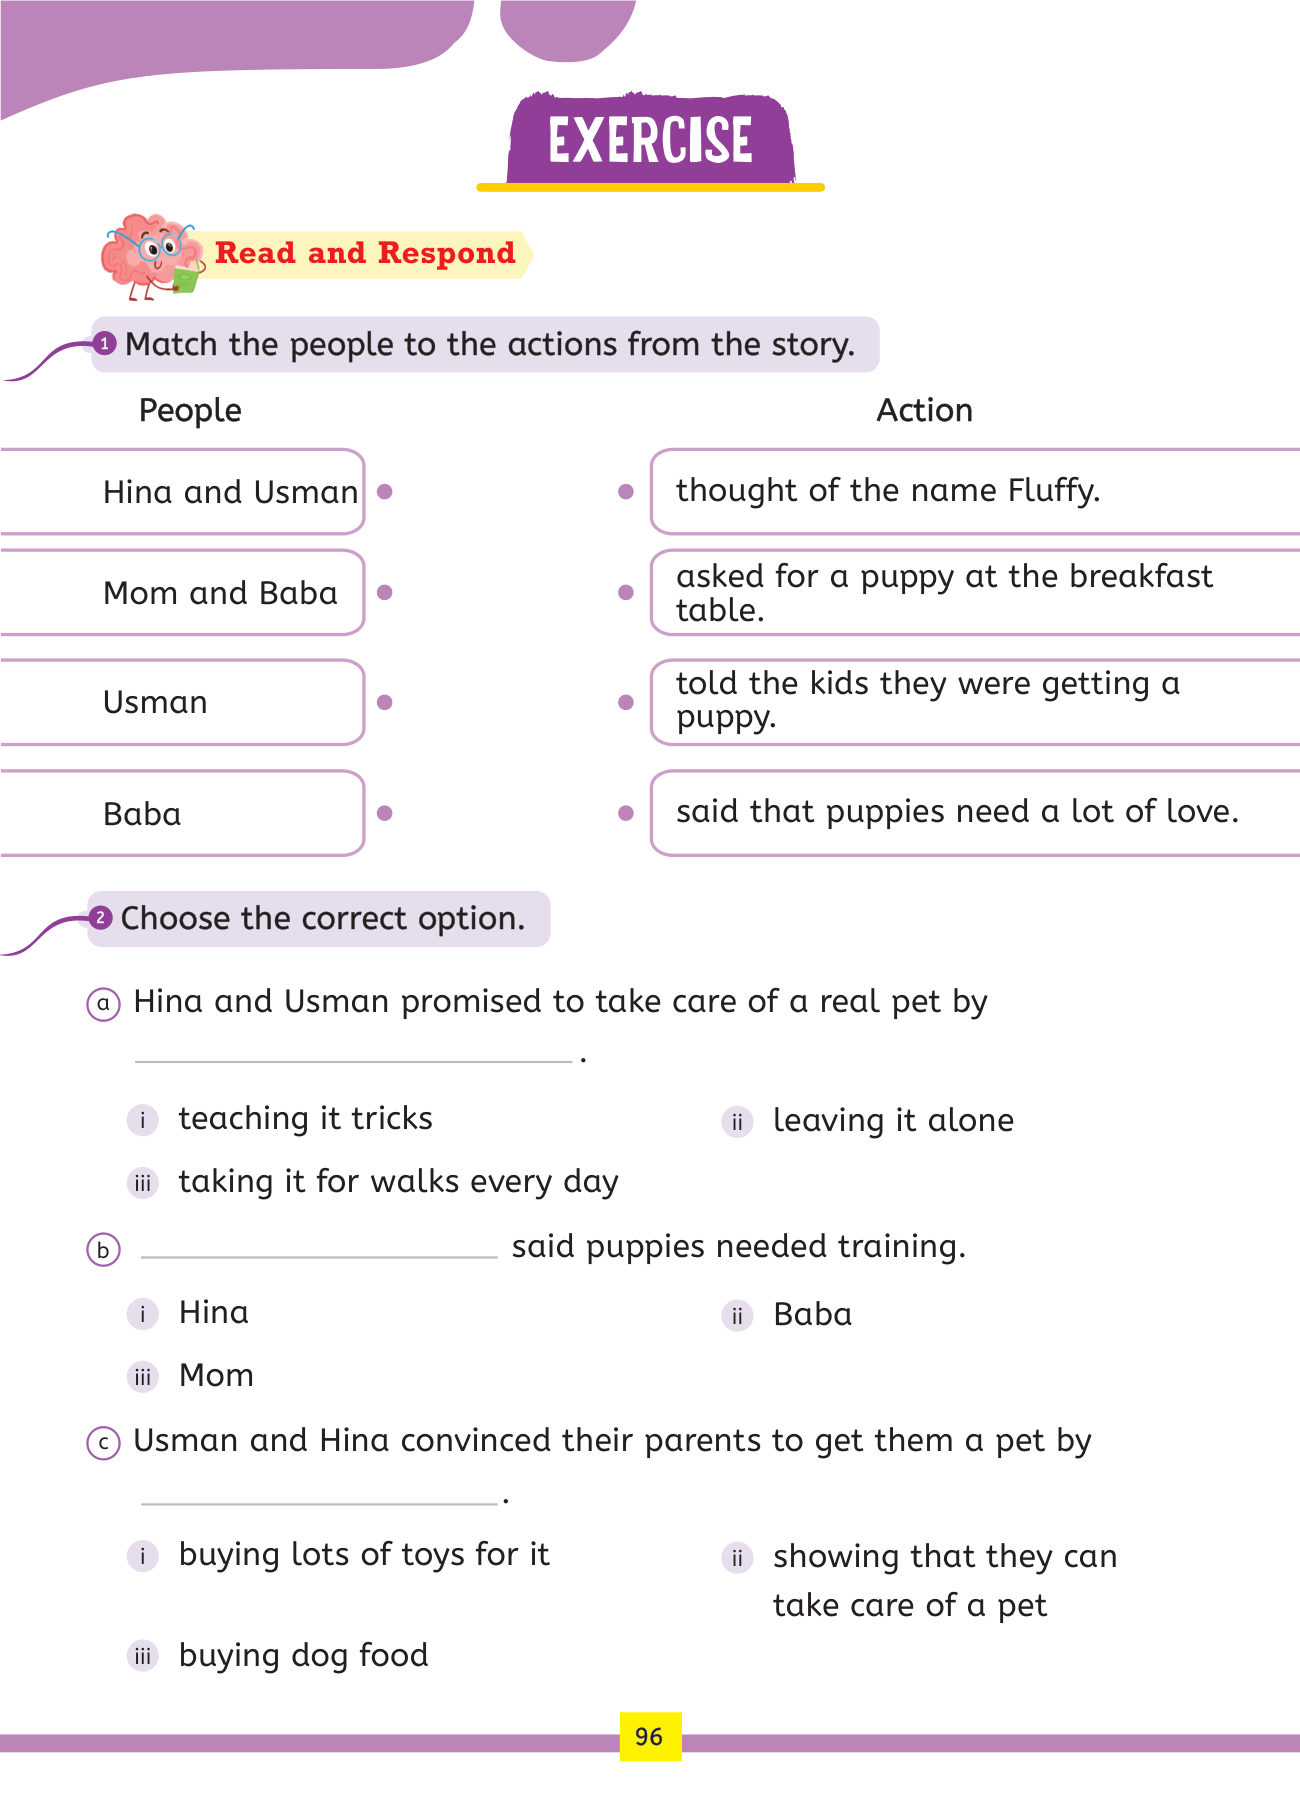 EXERCISE
Read and Respond
1 Match the people to the actions from the story.
People Action
Hina and Usman thought of the name Fluffy.
Mom and Baba asked for a puppy at the breakfast
table.
Usman told the kids they were getting a
puppy.
Baba said that puppies need a lot of love.
2 Choose the correct option.
a Hina and Usman promised to take care of a real pet by
.
i teaching it tricks ii leaving it alone
iii taking it for walks every day
b said puppies needed training.
i Hina ii Baba
iii Mom
c Usman and Hina convinced their parents to get them a pet by
.
i buying lots of toys for it ii showing that they can
take care of a pet
iii buying dog food
96